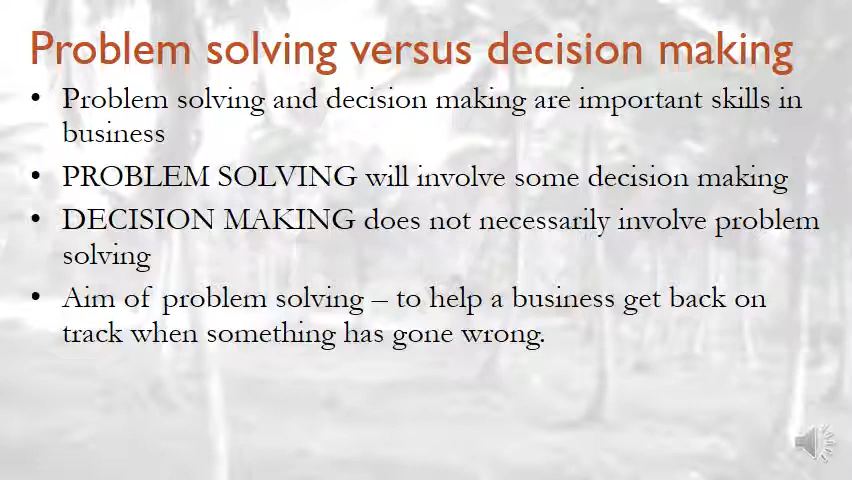 Problem solving versus decision making
• Problem solving and decision making are important skills in
business
• PROBLEM SOLVING will involve some decision making
• DECISION MAKING does not necessarily involve problem
solving
• Aim of problem solving – to help a business get back on
track when something has gone wrong.